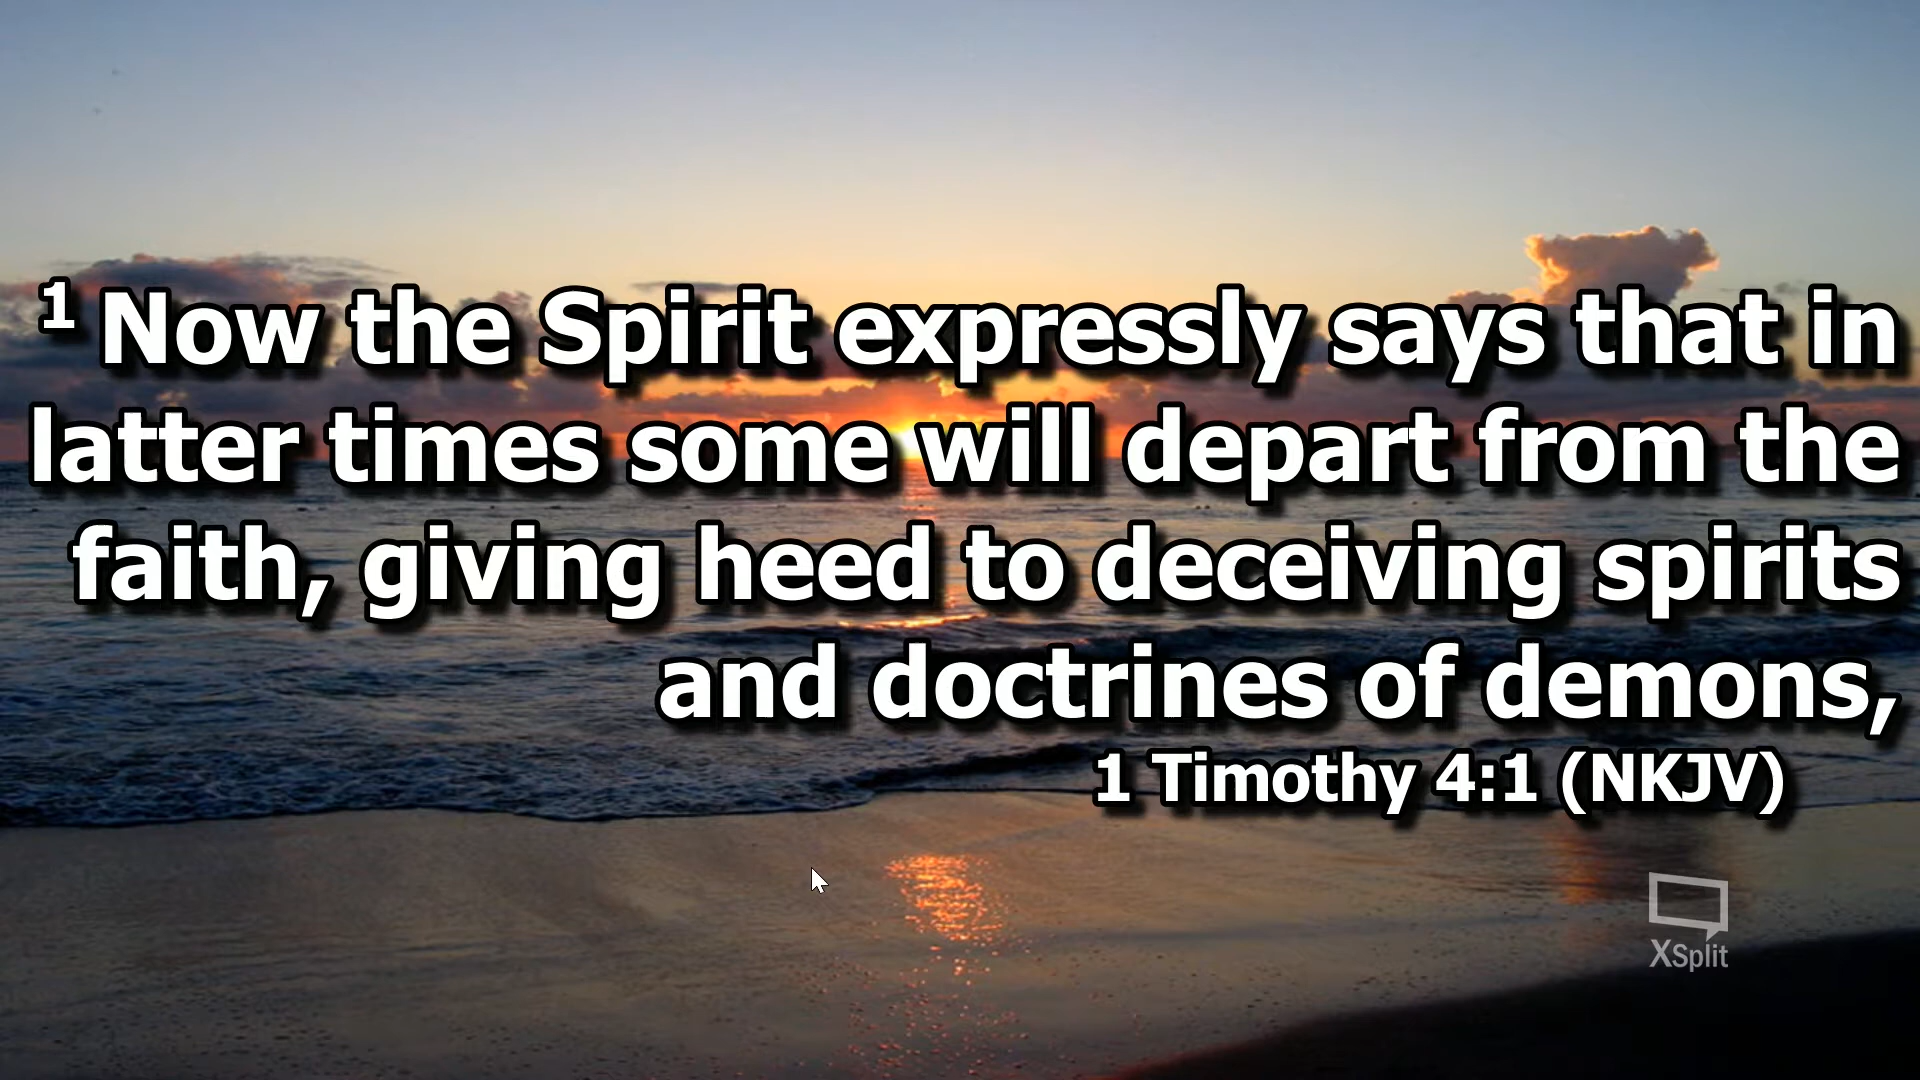 1 Now the Spirit expressly says that in
latter times some will depart from the
faith, giving heed to deceiving spirits
and doctrines of demons,
1 Timothy 4:1 (NKJV)
XSplit